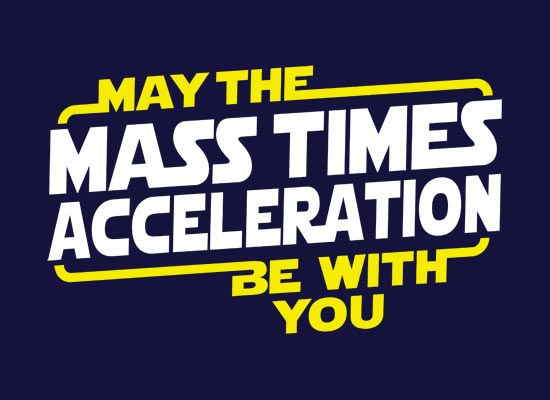 MAY THE
MASS TIMES
ACCELERATION
BE WITH
YOU